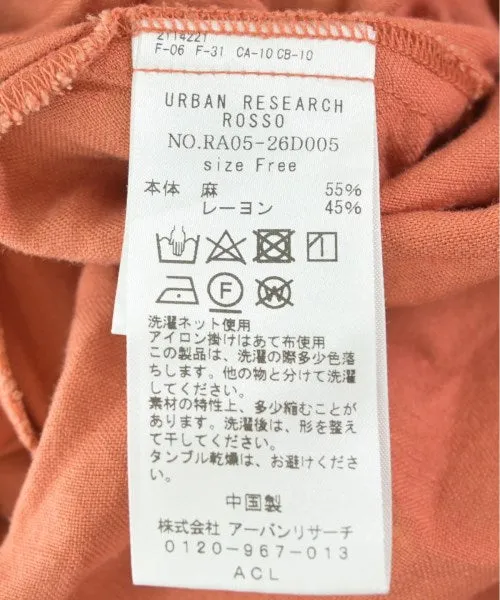 2114221
F-06 F-31 CA-10 CB-10
URBAN RESEARCH
ROSSO
NO.RA05-26D005
size Free
本体 麻 55%
レーヨン 45%
F W
洗濯ネット使用
アイロン掛けはあて布使用
この製品は、洗濯の際多少色落
ちします。他の物と分けて洗濯
してください。
素材の特性上、多少縮むことが
あります。洗濯後は、形を整え
て干してください。
タンブル乾燥は、お避けくださ
い。
中国製
株式会社 アーバンリサーチ
0120-967-013
ACL